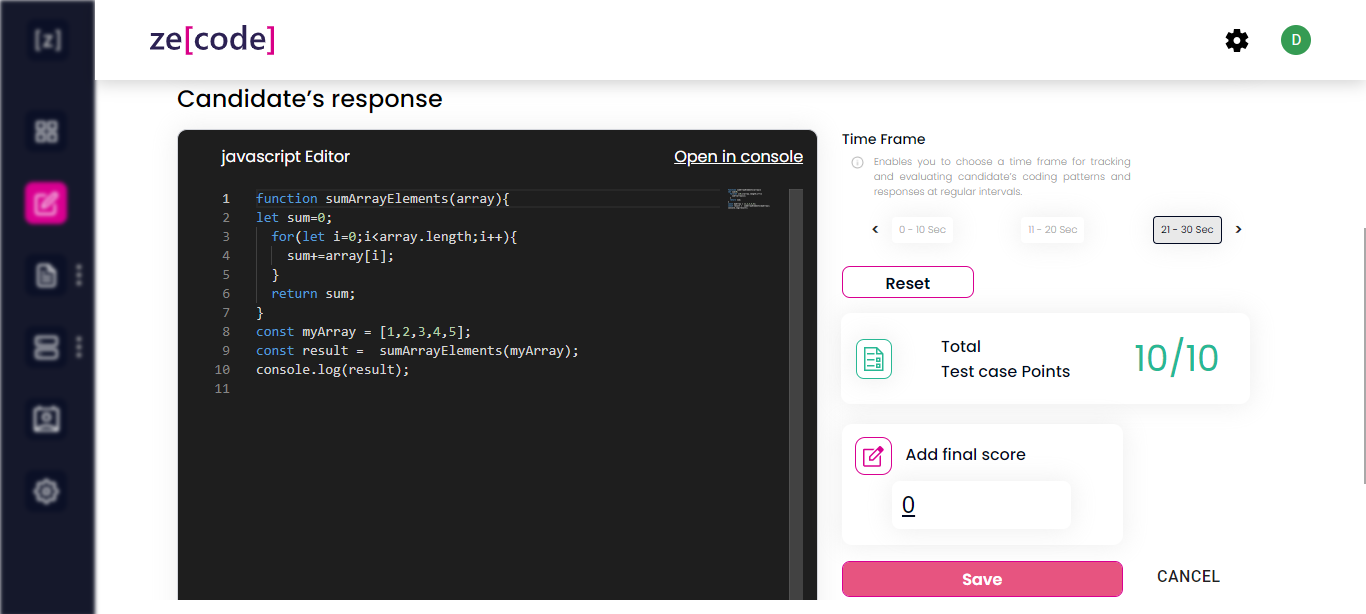 [z]
ze[code]
D
Candidate's response
javascript Editor
Open in console
1 function sumArrayElements(array){
2 let sum=0;
3   for(let i=0;i<array.length;i++){
4     sum+=array[i];
5   }
6   return sum;
7 }
8 const myArray = [1,2,3,4,5];
9 const result =  sumArrayElements(myArray);
10 console.log(result);
11
Time Frame
Enables you to choose a time frame for tracking
and evaluating candidate's coding patterns and
responses at regular intervals.
0 - 10 Sec
11 - 20 Sec
21 - 30 Sec
Reset
Total
Test case Points
10/10
Add final score
0
Save
CANCEL